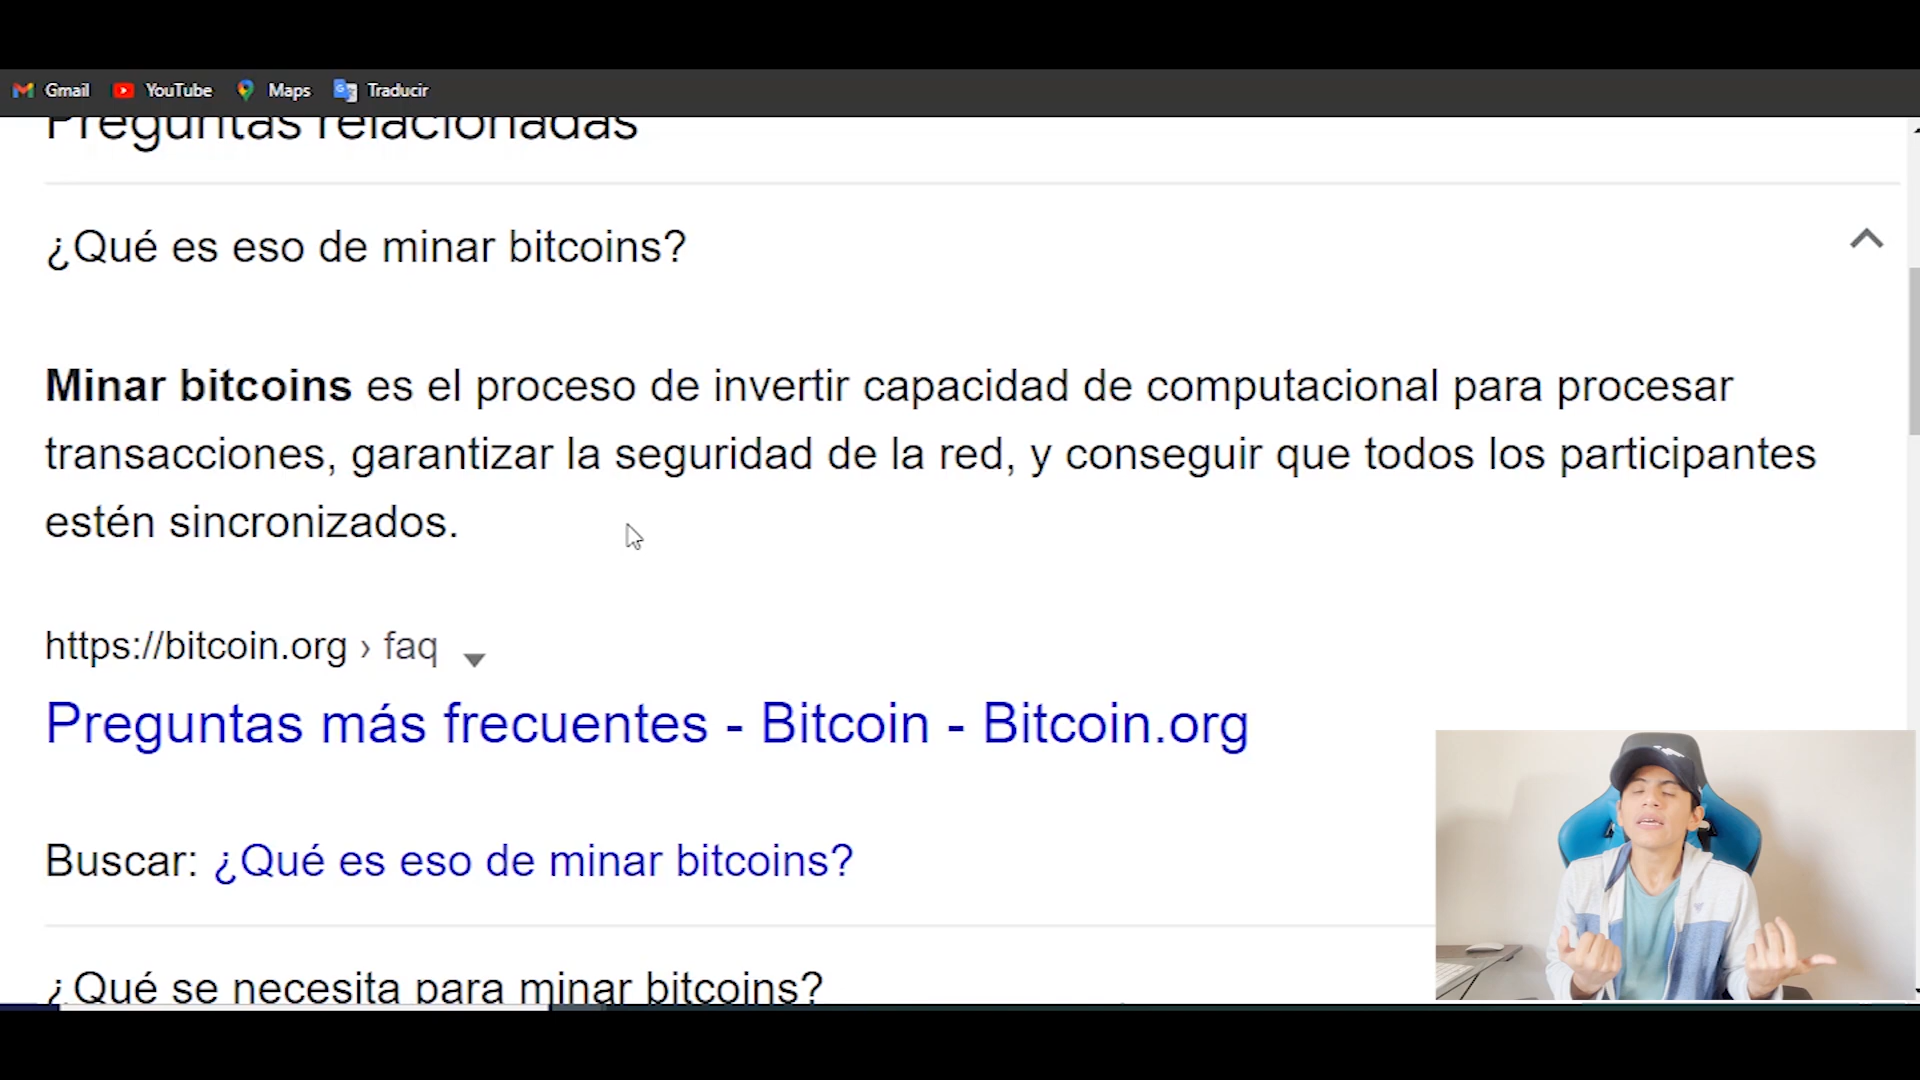 Gmail YouTube Maps Traducir
Preguntas relacionadas
¿Qué es eso de minar bitcoins?
Minar bitcoins es el proceso de invertir capacidad de computacional para procesar
transacciones, garantizar la seguridad de la red, y conseguir que todos los participantes
estén sincronizados.
https://bitcoin.org › faq
Preguntas más frecuentes - Bitcoin - Bitcoin.org
Buscar: ¿Qué es eso de minar bitcoins?
¿Qué se necesita para minar bitcoins?